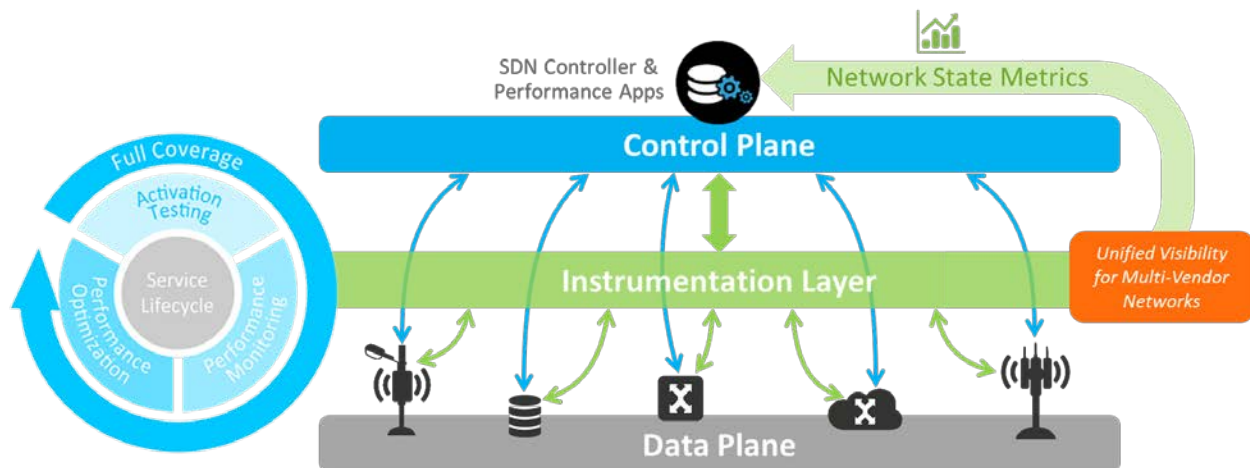 SDN Controller &
Performance Apps
Network State Metrics
Control Plane
Full Coverage
Activation
Testing
Service
Lifecycle
Performance
Optimization
Performance
Monitoring
Instrumentation Layer
Unified Visibility
for Multi-Vendor
Networks
Data Plane